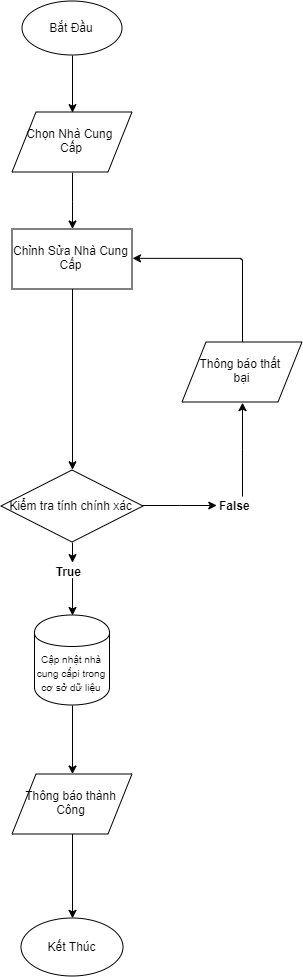 Bắt Đầu
Chọn Nhà Cung
Cấp
Chỉnh Sửa Nhà Cung
Cấp
Thông báo thất
bại
Kiểm tra tính chính xác
False
True
Cập nhật nhà
cung cấpi trong
cơ sở dữ liệu
Thông báo thành
Công
Kết Thúc